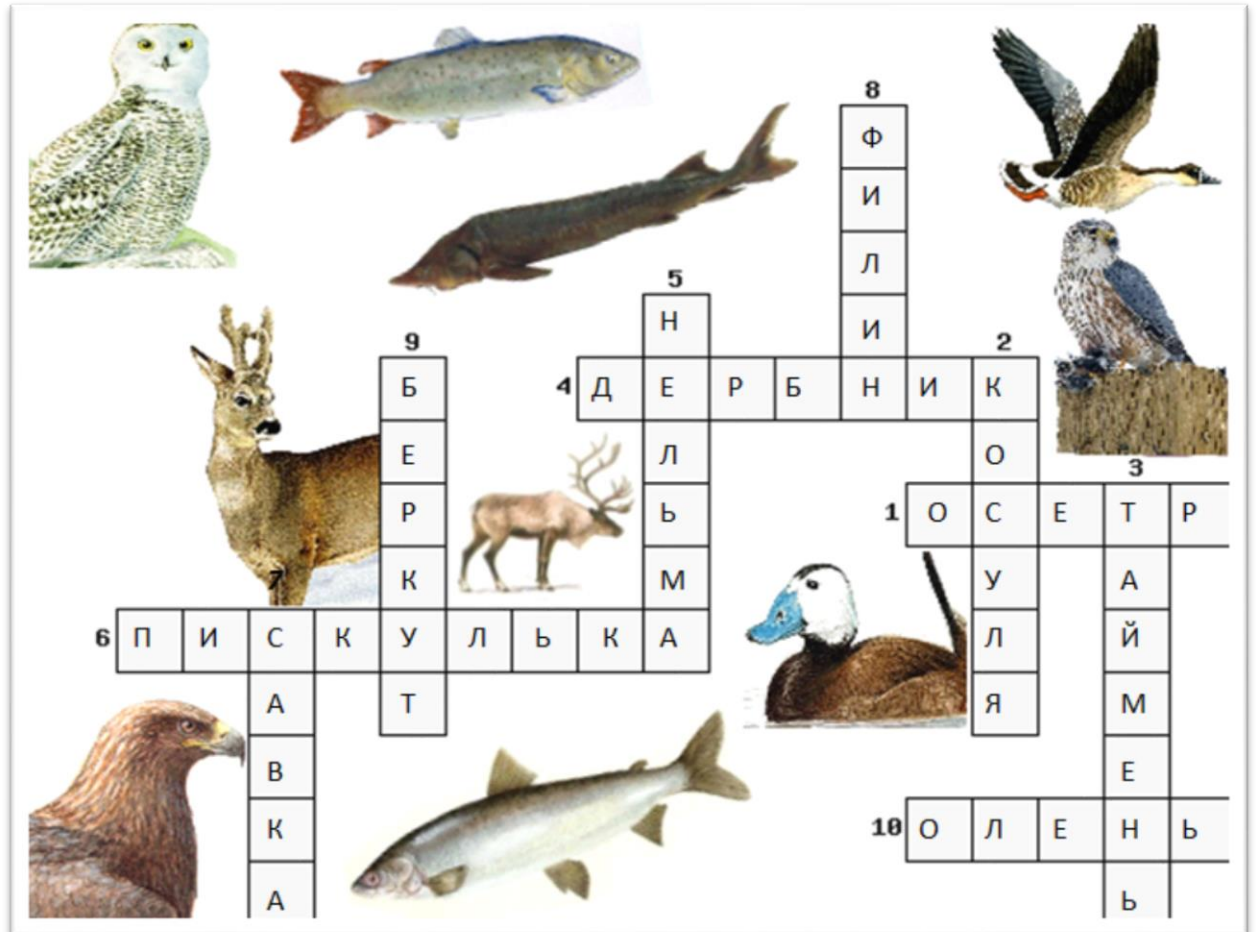 8
Ф
И
Л
5
Н И
9 2
Б 4 Д Е Р Б Н И К
Е Л О
3
Р Ь 1 О С Е Т Р
7 К М У А
6 П И С К У Л Ь К А Л Й
А Т Я М
В Е
К 10 О Л Е Н Ь
А Ь